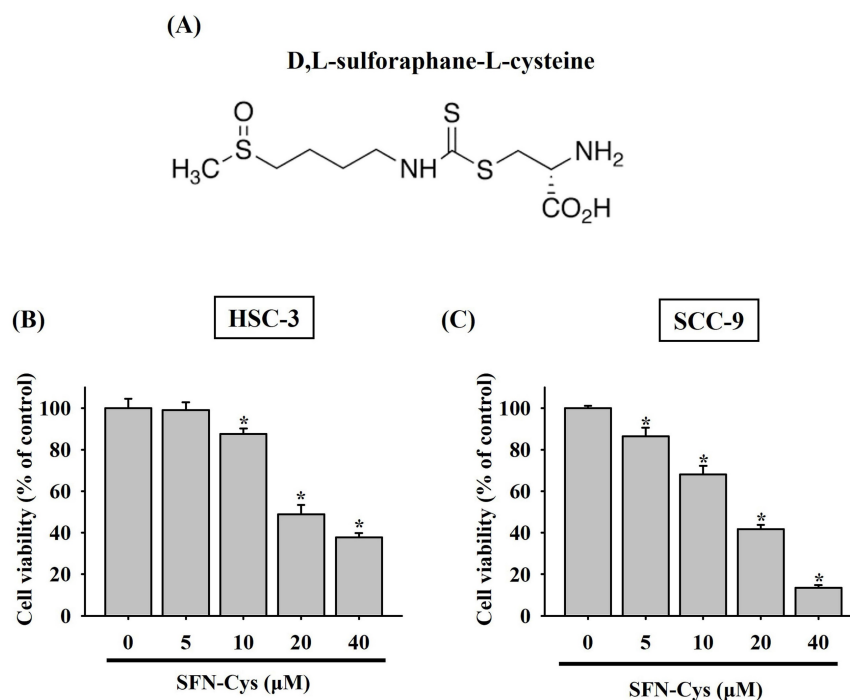 (A)
D,L-sulforaphane-L-cysteine
O
S
H₃C
S
NH
S
NH₂
CO₂H
(B)
HSC-3
Cell viability (% of control)
100
80
60
40
20
0
*
*
*
0 5 10 20 40
SFN-Cys (μM)
(C)
SCC-9
Cell viability (% of control)
100
80
60
40
20
0
*
*
*
*
0 5 10 20 40
SFN-Cys (μM)